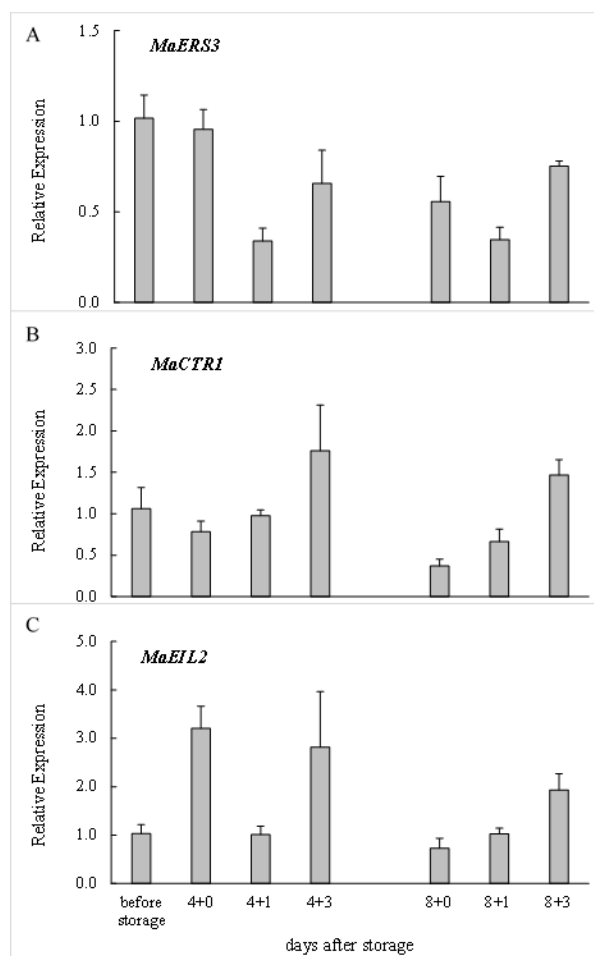 A
MaERS3
1.5
1.0
0.5
0.0
Relative Expression
B
MaCTR1
3.0
2.5
2.0
1.5
1.0
0.5
0.0
Relative Expression
C
MaEIL2
5.0
4.0
3.0
2.0
1.0
0.0
Relative Expression
before storage 4+0 4+1 4+3 8+0 8+1 8+3
days after storage